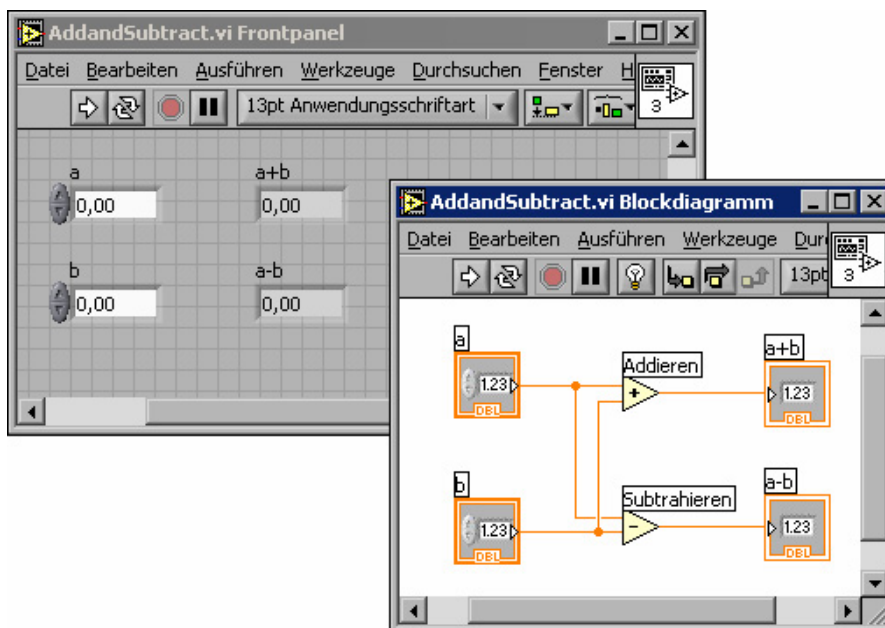 AddandSubtract.vi Frontpanel
Datei Bearbeiten Ausführen Werkzeuge Durchsuchen Fenster H
13pt Anwendungsschriftart
3
a
0,00
a+b
0,00
b
0,00
a-b
0,00
AddandSubtract.vi Blockdiagramm
Datei Bearbeiten Ausführen Werkzeuge Dur
13pt
3
a
1.23
DBL
Addieren
+
a+b
1.23
DBL
b
1.23
DBL
Subtrahieren
−
a-b
1.23
DBL